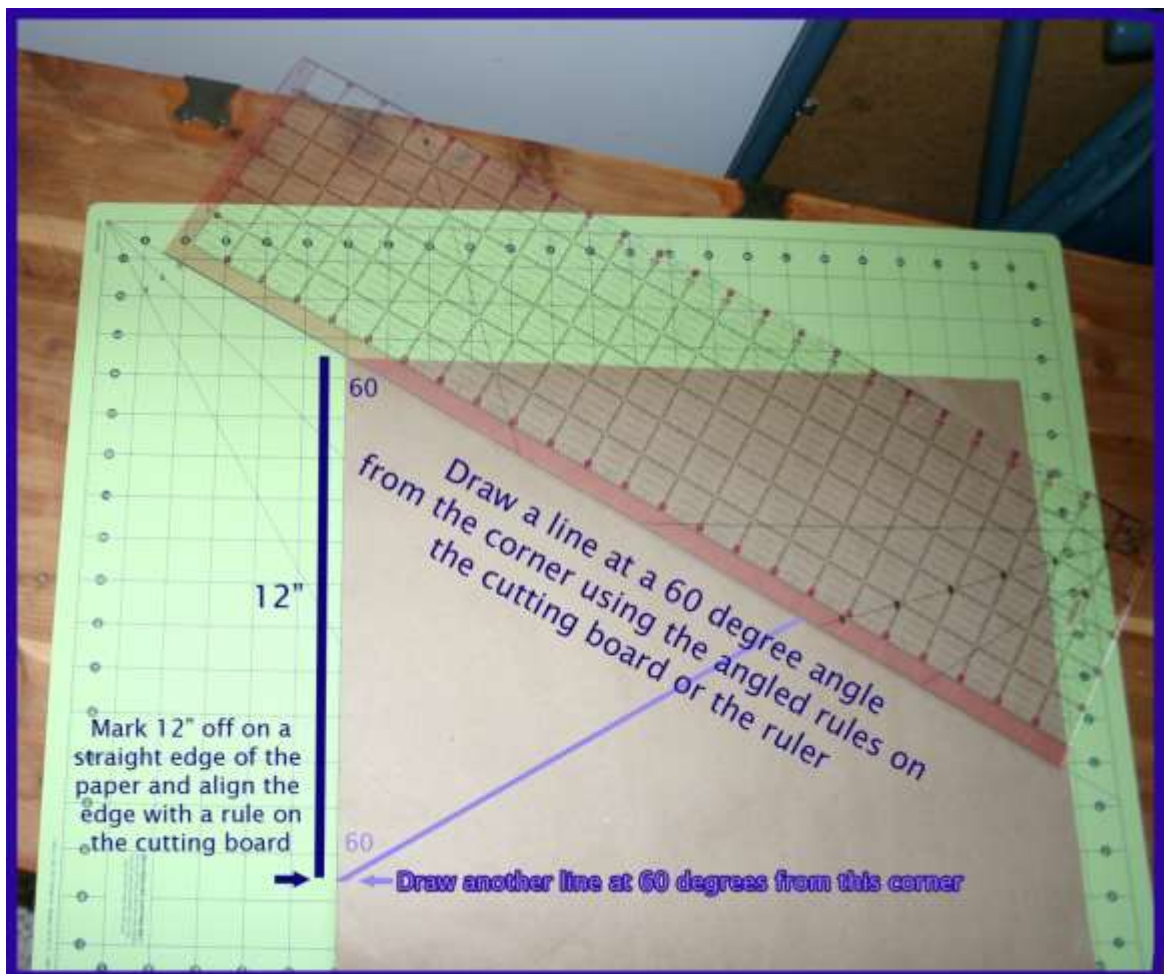 60
Draw a line at a 60 degree angle
from the corner using the angled rules on
the cutting board or the ruler
12"
Mark 12" off on a
straight edge of the
paper and align the
edge with a rule on
the cutting board
60
Draw another line at 60 degrees from this corner